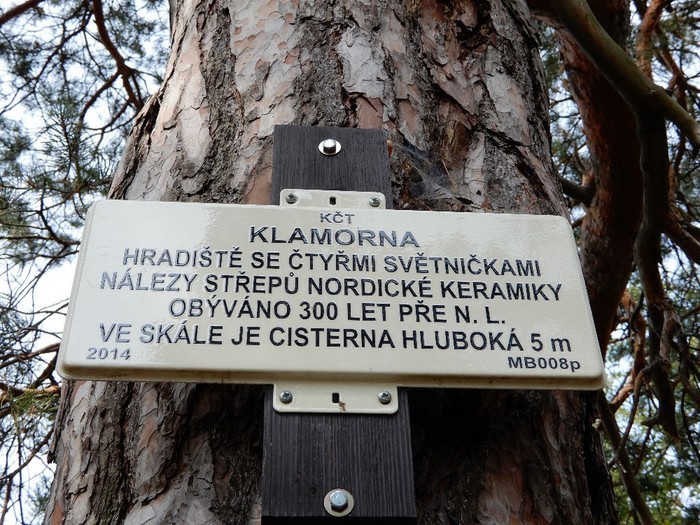 KČT
KLAMORNA
HRADIŠTĚ SE ČTYŘMI SVĚTNIČKAMI
NÁLEZY STŘEPŮ NORDICKÉ KERAMIKY
OBÝVÁNO 300 LET PŘE N. L.
VE SKÁLE JE CISTERNA HLUBOKÁ 5 m
2014 MB008p